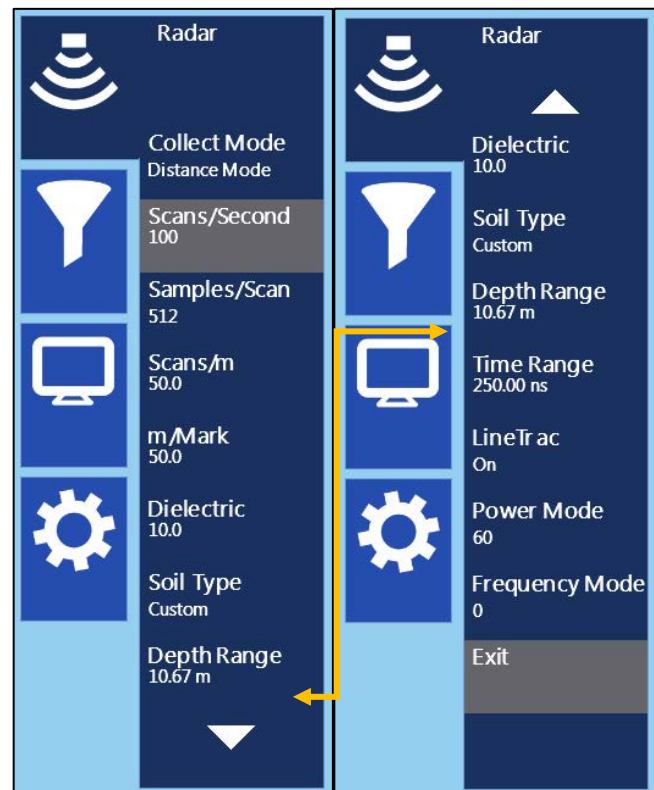 Radar
Collect Mode
Distance Mode
Scans/Second
100
Samples/Scan
512
Scans/m
50.0
m/Mark
50.0
Dielectric
10.0
Soil Type
Custom
Depth Range
10.67 m
Radar
Dielectric
10.0
Soil Type
Custom
Depth Range
10.67 m
Time Range
250.00 ns
LineTrac
On
Power Mode
60
Frequency Mode
0
Exit